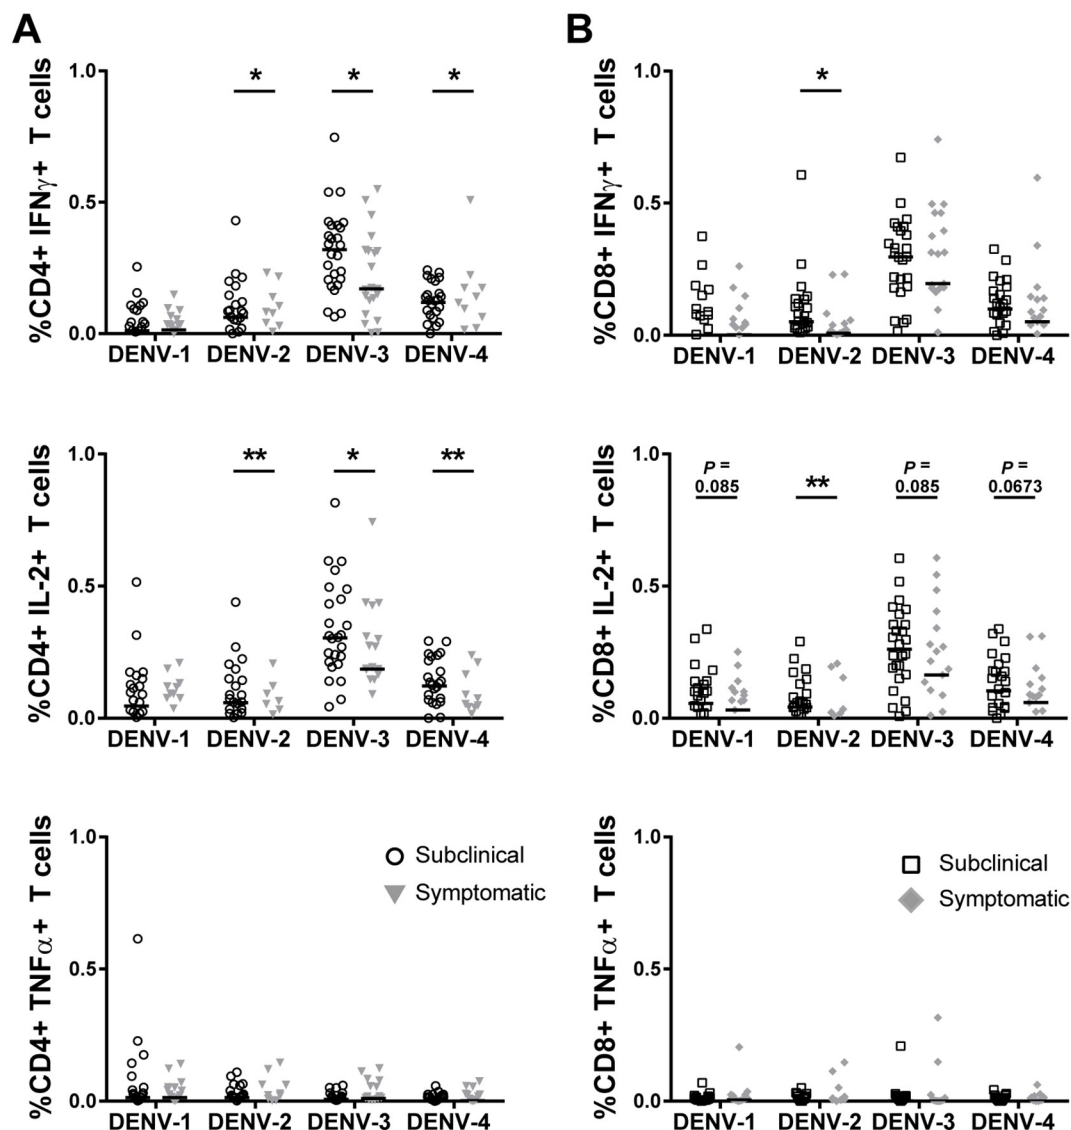 A
B
%CD4+ IFNγ+ T cells
1.0
0.5
0.0
*
*
*
DENV-1 DENV-2 DENV-3 DENV-4
%CD8+ IFNγ+ T cells
1.0
0.5
0.0
*
DENV-1 DENV-2 DENV-3 DENV-4
%CD4+ IL-2+ T cells
1.0
0.5
0.0
**
*
**
DENV-1 DENV-2 DENV-3 DENV-4
%CD8+ IL-2+ T cells
1.0
0.5
0.0
P =
0.085
**
P =
0.085
P =
0.0673
DENV-1 DENV-2 DENV-3 DENV-4
%CD4+ TNFα+ T cells
1.0
0.5
0.0
Subclinical
Symptomatic
DENV-1 DENV-2 DENV-3 DENV-4
%CD8+ TNFα+ T cells
1.0
0.5
0.0
Subclinical
Symptomatic
DENV-1 DENV-2 DENV-3 DENV-4